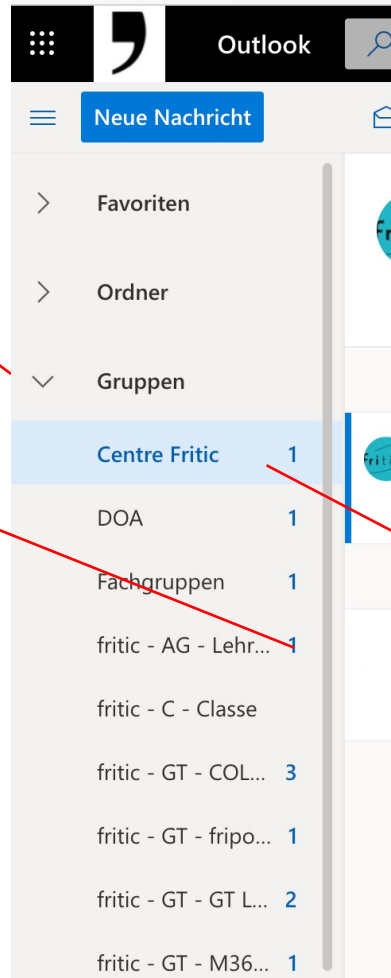 Outlook
Neue Nachricht
Favoriten
Ordner
Gruppen
Centre Fritic 1
DOA 1
Fachgruppen 1
fritic - AG - Lehr... 1
fritic - C - Classe
fritic - GT - COL... 3
fritic - GT - fripo... 1
fritic - GT - GT L... 2
fritic - GT - M36... 1